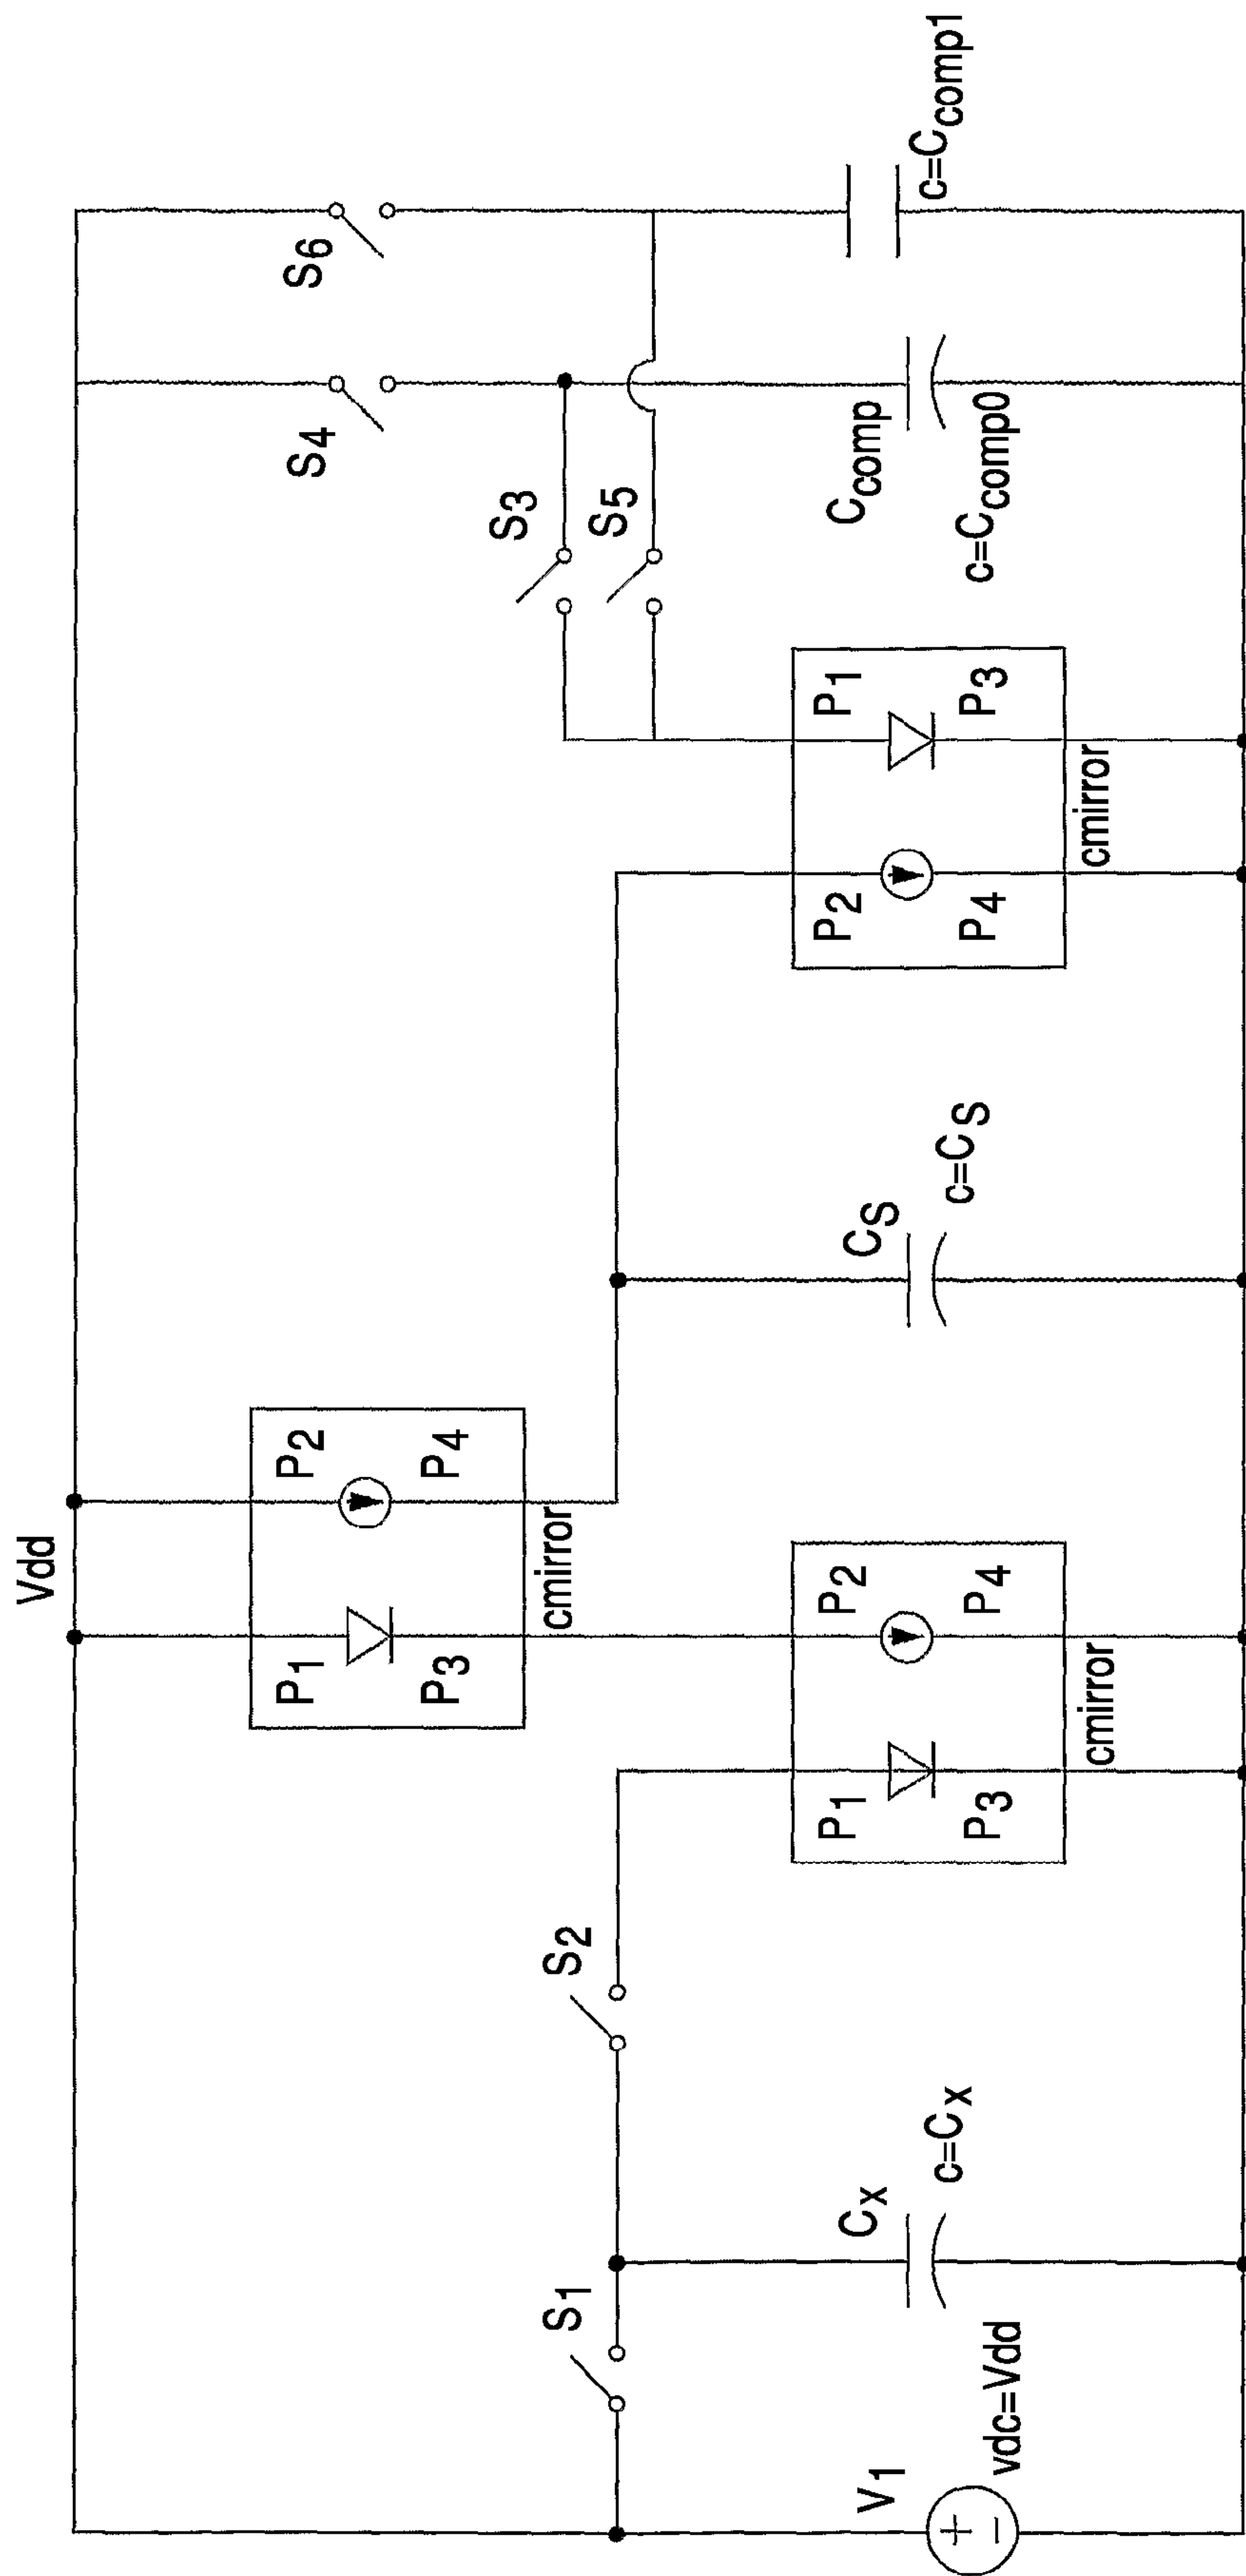 Vdd
V1
vdc=Vdd
S1
Cx
c=Cx
S2
P1
P3
P2
P4
cmirror
P1
P3
P2
P4
cmirror
CS
c=CS
P2
P4
P1
P3
cmirror
S3
S5
S4
S6
Ccomp
c=Ccomp0
c=Ccomp1